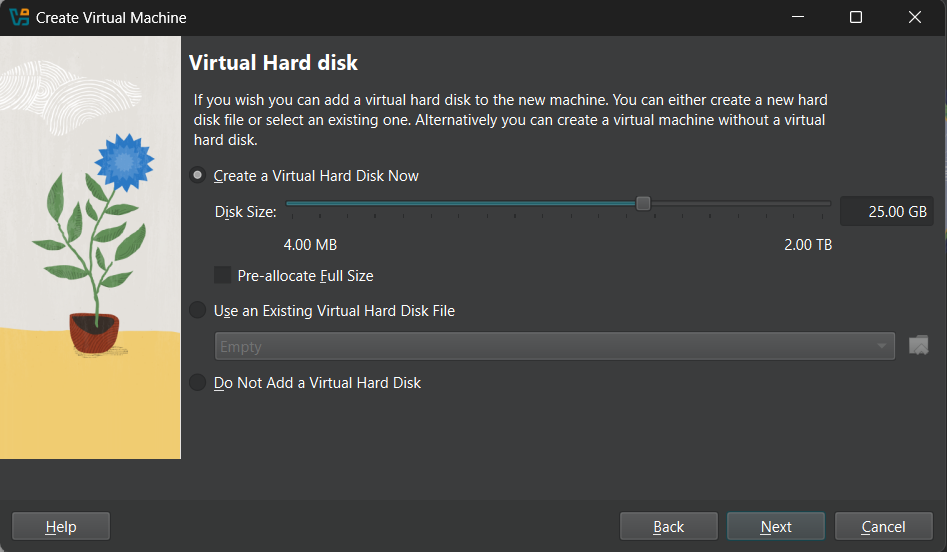 Create Virtual Machine
Virtual Hard disk
If you wish you can add a virtual hard disk to the new machine. You can either create a new hard
disk file or select an existing one. Alternatively you can create a virtual machine without a virtual
hard disk.
Create a Virtual Hard Disk Now
Disk Size:
25.00 GB
4.00 MB
2.00 TB
Pre-allocate Full Size
Use an Existing Virtual Hard Disk File
Empty
Do Not Add a Virtual Hard Disk
Help
Back
Next
Cancel